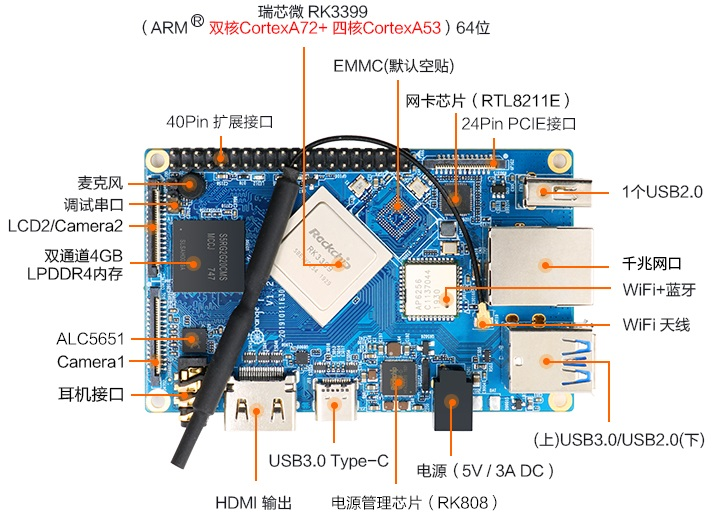 瑞芯微 RK3399
（ARM® 双核CortexA72+ 四核CortexA53）64位
EMMC(默认空贴)
网卡芯片（RTL8211E）
40Pin 扩展接口
24Pin PCIE接口
麦克风
调试串口
LCD2/Camera2
双通道4GB
LPDDR4内存
ALC5651
Camera1
耳机接口
1个USB2.0
千兆网口
WiFi+蓝牙
WiFi 天线
(上)USB3.0/USB2.0(下)
USB3.0 Type-C
电源（5V / 3A DC）
HDMI 输出
电源管理芯片（RK808）
Rockchip
RK3399
AP6256
V1.2
747